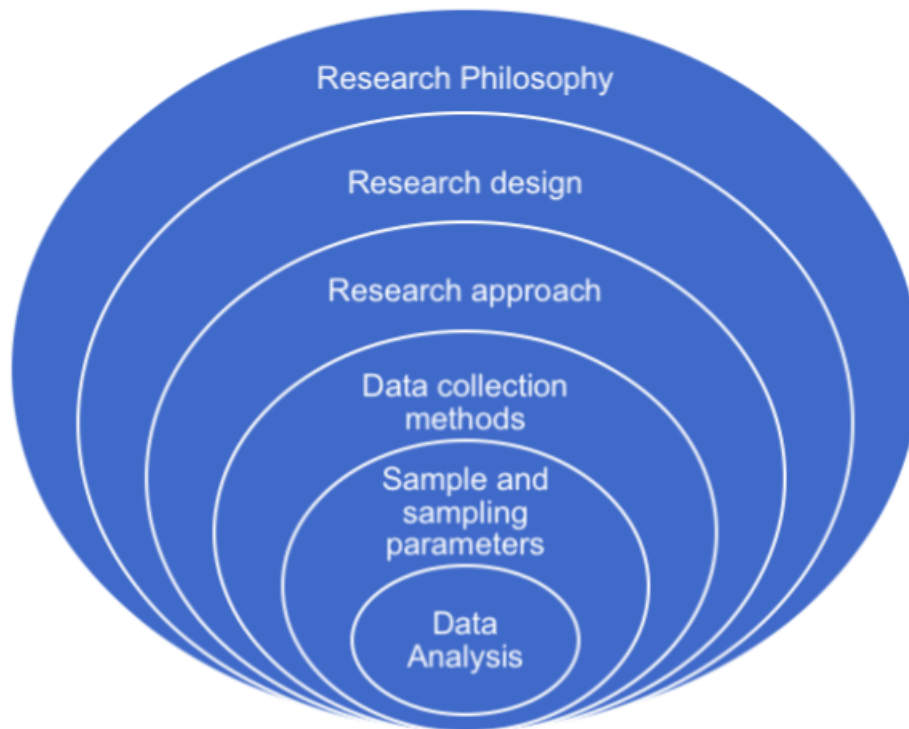 Research Philosophy
Research design
Research approach
Data collection
methods
Sample and
sampling
parameters
Data
Analysis